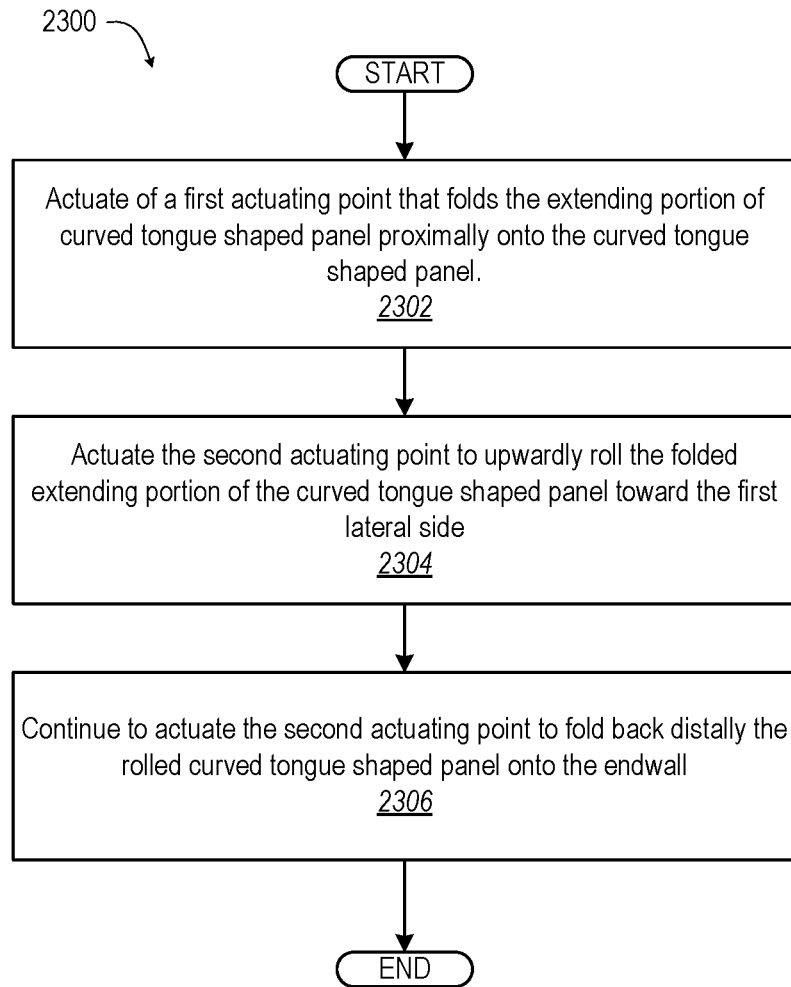 2300
START
Actuate of a first actuating point that folds the extending portion of
curved tongue shaped panel proximally onto the curved tongue
shaped panel.
2302
Actuate the second actuating point to upwardly roll the folded
extending portion of the curved tongue shaped panel toward the first
lateral side
2304
Continue to actuate the second actuating point to fold back distally the
rolled curved tongue shaped panel onto the endwall
2306
END